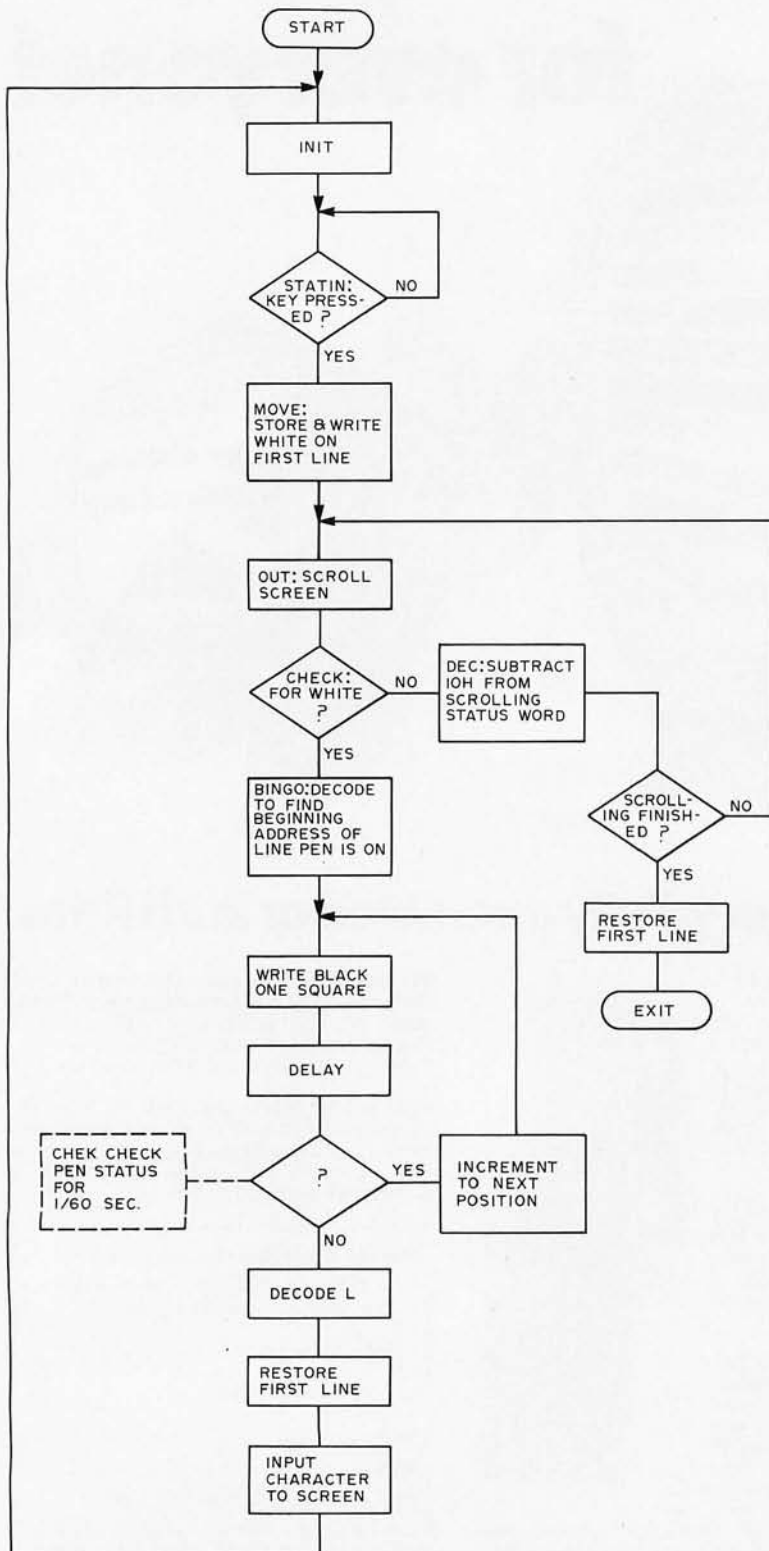 START
INIT
STATIN:
KEY PRESS-
ED ?
NO
YES
MOVE:
STORE & WRITE
WHITE ON
FIRST LINE
OUT: SCROLL
SCREEN
CHECK:
FOR WHITE
?
NO
YES
DEC:SUBTRACT
10H FROM
SCROLLING
STATUS WORD
SCROLL-
ING FINISH-
ED ?
NO
YES
RESTORE
FIRST LINE
EXIT
BINGO:DECODE
TO FIND
BEGINNING
ADDRESS OF
LINE PEN IS ON
WRITE BLACK
ONE SQUARE
DELAY
CHEK CHECK
PEN STATUS
FOR
1/60 SEC.
?
YES
INCREMENT
TO NEXT
POSITION
NO
DECODE L
RESTORE
FIRST LINE
INPUT
CHARACTER
TO SCREEN